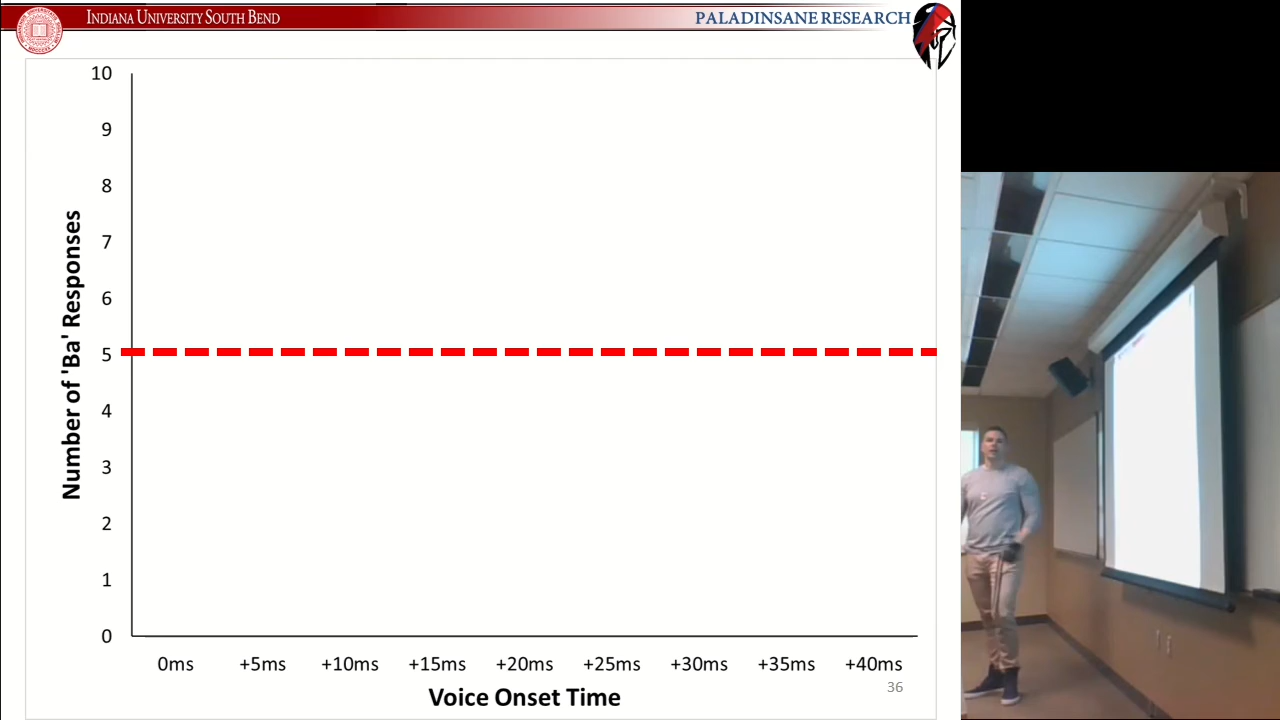 INDIANA UNIVERSITY SOUTH BEND
PALADINSANE RESEARCH
10
9
8
7
6
5
4
3
2
1
0
Number of 'Ba' Responses
0ms +5ms +10ms +15ms +20ms +25ms +30ms +35ms +40ms
Voice Onset Time
36